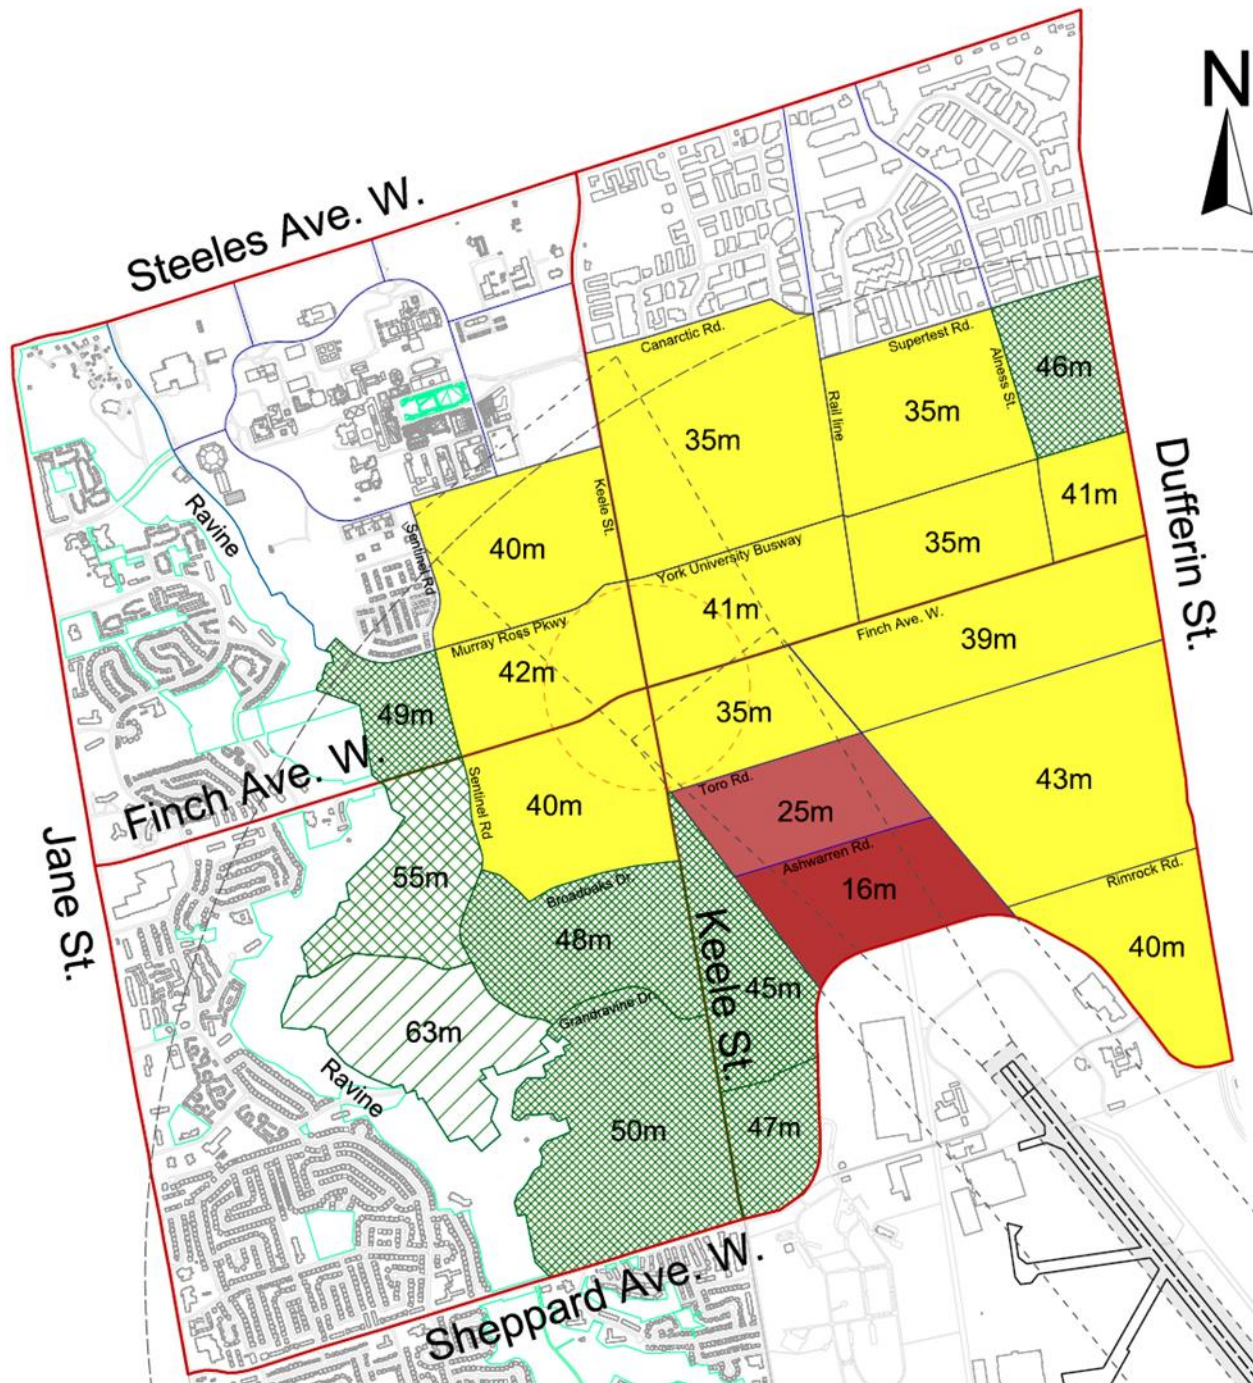 N
Steeles Ave. W.
Canarctic Rd.
Supertest Rd.
Alness St.
46m
Rail line
35m
35m
Dufferin St.
Ravine
Keele St.
41m
Sentinel Rd
40m
York University Busway
35m
41m
Finch Ave. W.
39m
Murray Ross Pkwy
42m
49m
35m
Finch Ave. W.
Sentinel Rd
40m
Toro Rd.
25m
43m
Jane St.
55m
Ashwarren Rd.
16m
Rimrock Rd.
Broadoaks Dr.
48m
Keele St.
40m
45m
Grandravine Dr.
63m
Ravine
50m
47m
Sheppard Ave. W.